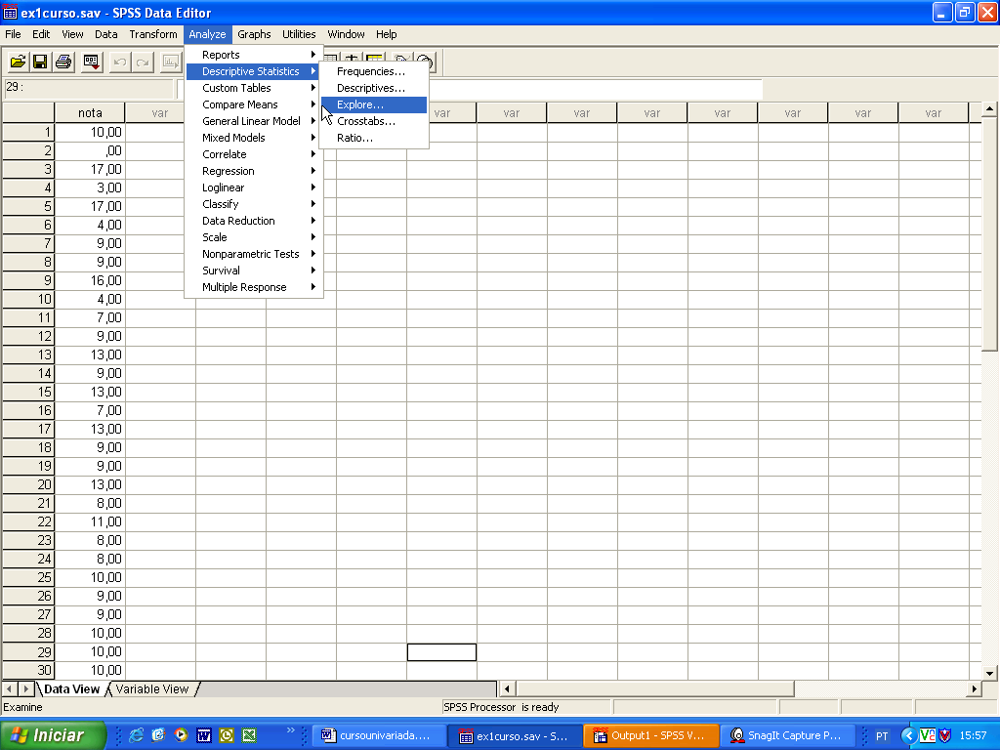 ex1curso.sav - SPSS Data Editor
File Edit View Data Transform Analyze Graphs Utilities Window Help
Reports
Descriptive Statistics
Custom Tables
Compare Means
General Linear Model
Mixed Models
Correlate
Regression
Loglinear
Classify
Data Reduction
Scale
Nonparametric Tests
Survival
Multiple Response
Frequencies...
Descriptives...
Explore...
Crosstabs...
Ratio...
29 :
nota var var var var var var var var var
1 10,00
2 ,00
3 17,00
4 3,00
5 17,00
6 4,00
7 9,00
8 9,00
9 16,00
10 4,00
11 7,00
12 9,00
13 13,00
14 9,00
15 13,00
16 7,00
17 13,00
18 9,00
19 9,00
20 13,00
21 8,00
22 11,00
23 8,00
24 8,00
25 10,00
26 9,00
27 9,00
28 10,00
29 10,00
30 10,00
Data View Variable View
Examine SPSS Processor is ready
Iniciar cursounivariada.... ex1curso.sav - S... Output1 - SPSS V... SnagIt Capture P... PT 15:57